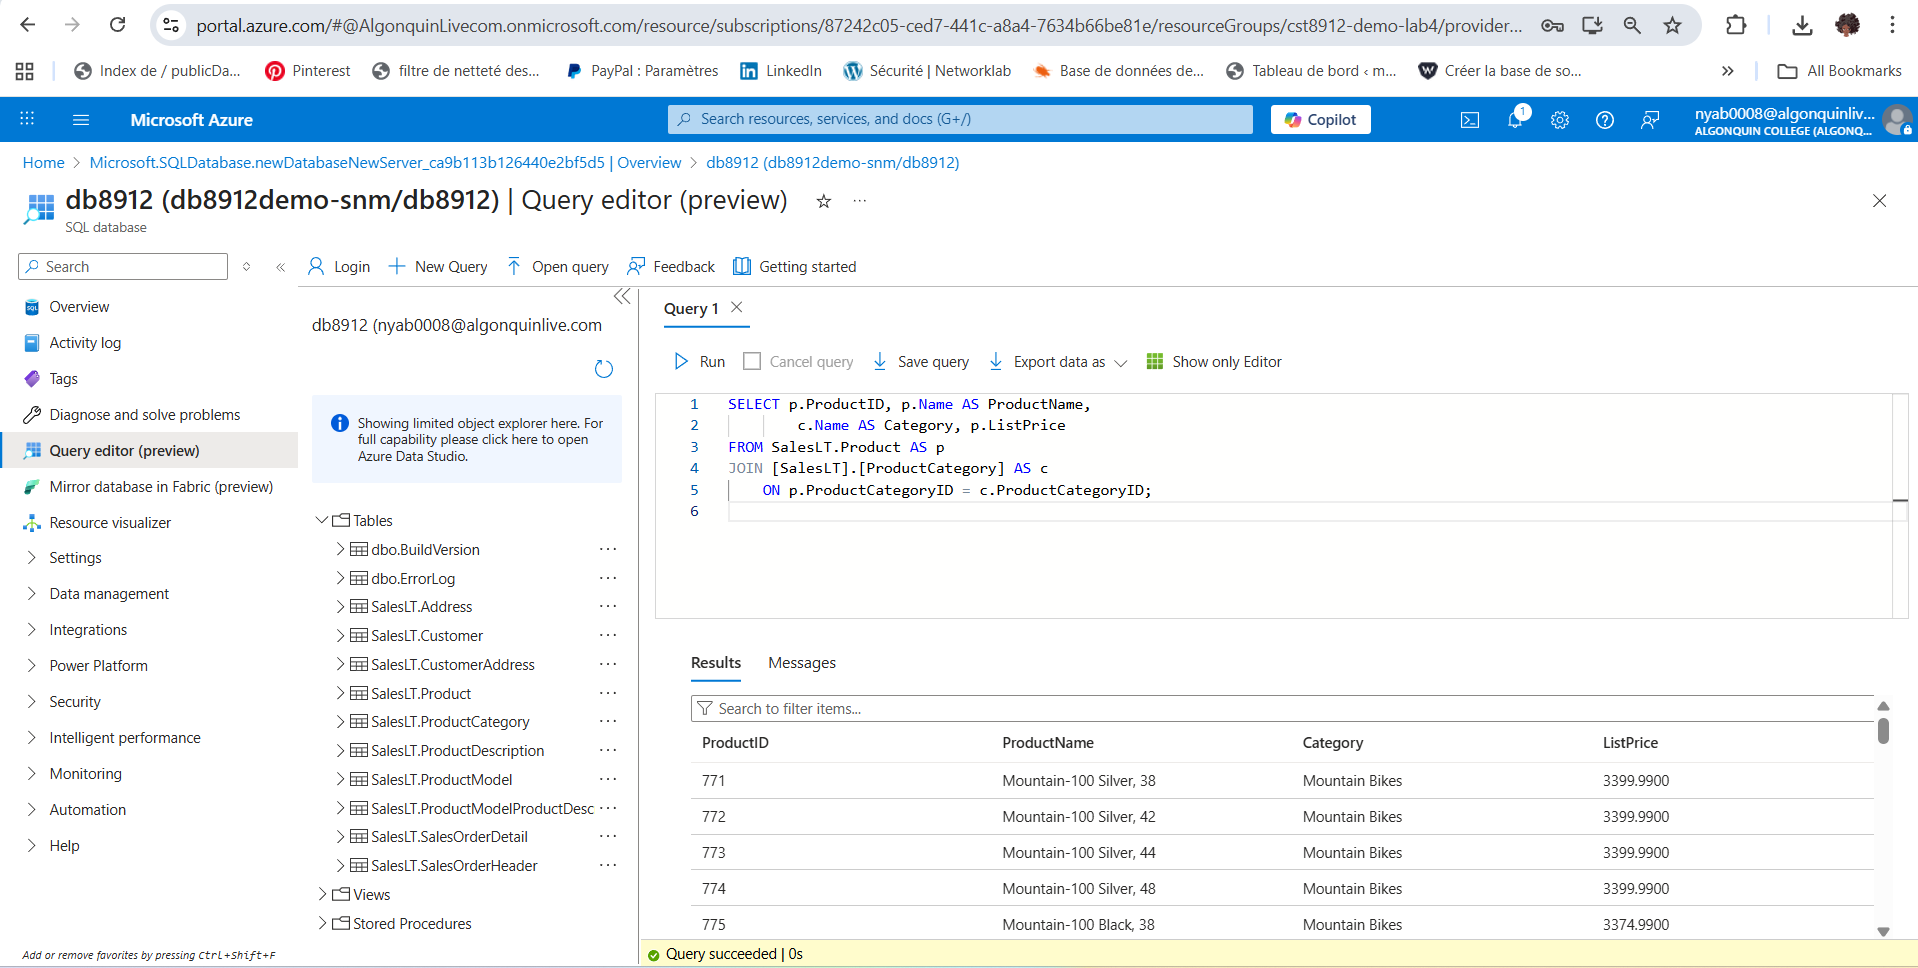 portal.azure.com/#@AlgonquinLivecom.onmicrosoft.com/resource/subscriptions/87242c05-ced7-441c-a8a4-7634b66be81e/resourceGroups/cst8912-demo-lab4/provider...
Index de / publicDa...
Pinterest
filtre de netteté des...
PayPal : Paramètres
LinkedIn
Sécurité | Networklab
Base de données de...
Tableau de bord ‹ m...
Créer la base de so...
All Bookmarks
Microsoft Azure
Search resources, services, and docs (G+/)
Copilot
1
nyab0008@algonquinliv...
ALGONQUIN COLLEGE (ALGONQ...
Home > Microsoft.SQLDatabase.newDatabaseNewServer_ca9b113b126440e2bf5d5 | Overview > db8912 (db8912demo-snm/db8912)
db8912 (db8912demo-snm/db8912) | Query editor (preview)
SQL database
Search
Overview
Activity log
Tags
Diagnose and solve problems
Query editor (preview)
Mirror database in Fabric (preview)
Resource visualizer
Settings
Data management
Integrations
Power Platform
Security
Intelligent performance
Monitoring
Automation
Help
Add or remove favorites by pressing Ctrl+Shift+F
Login
New Query
Open query
Feedback
Getting started
db8912 (nyab0008@algonquinlive.com
Showing limited object explorer here. For
full capability please click here to open
Azure Data Studio.
Tables
dbo.BuildVersion
dbo.ErrorLog
SalesLT.Address
SalesLT.Customer
SalesLT.CustomerAddress
SalesLT.Product
SalesLT.ProductCategory
SalesLT.ProductDescription
SalesLT.ProductModel
SalesLT.ProductModelProductDesc
SalesLT.SalesOrderDetail
SalesLT.SalesOrderHeader
Views
Stored Procedures
Query 1
Run
Cancel query
Save query
Export data as
Show only Editor
1 SELECT p.ProductID, p.Name AS ProductName,
2 c.Name AS Category, p.ListPrice
3 FROM SalesLT.Product AS p
4 JOIN [SalesLT].[ProductCategory] AS c
5 ON p.ProductCategoryID = c.ProductCategoryID;
6
Results
Messages
Search to filter items...
ProductID ProductName Category ListPrice
771 Mountain-100 Silver, 38 Mountain Bikes 3399.9900
772 Mountain-100 Silver, 42 Mountain Bikes 3399.9900
773 Mountain-100 Silver, 44 Mountain Bikes 3399.9900
774 Mountain-100 Silver, 48 Mountain Bikes 3399.9900
775 Mountain-100 Black, 38 Mountain Bikes 3374.9900
Query succeeded | 0s